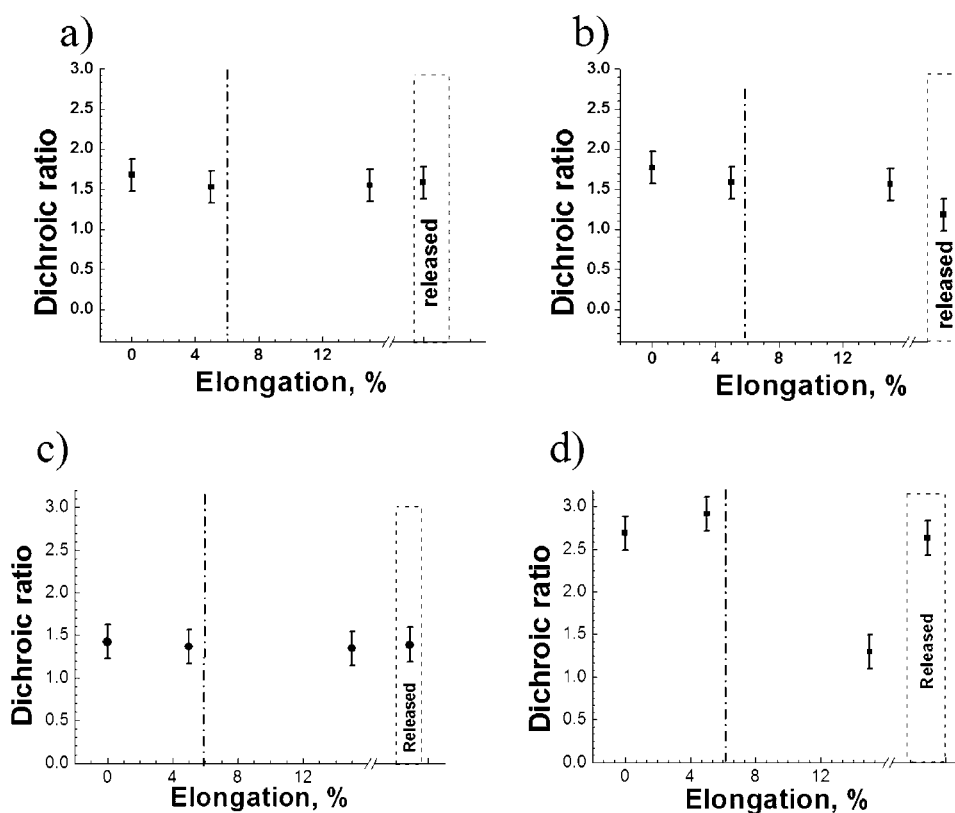 a)
3.0
2.5
2.0
1.5
1.0
0.5
0.0
Dichroic ratio
0 4 8 12
Elongation, %
released
b)
3.0
2.5
2.0
1.5
1.0
0.5
0.0
Dichroic ratio
0 4 8 12
Elongation, %
released
c)
3.0
2.5
2.0
1.5
1.0
0.5
0.0
Dichroic ratio
0 4 8 12
Elongation, %
Released
d)
3.0
2.5
2.0
1.5
1.0
0.5
0.0
Dichroic ratio
0 4 8 12
Elongation, %
Released